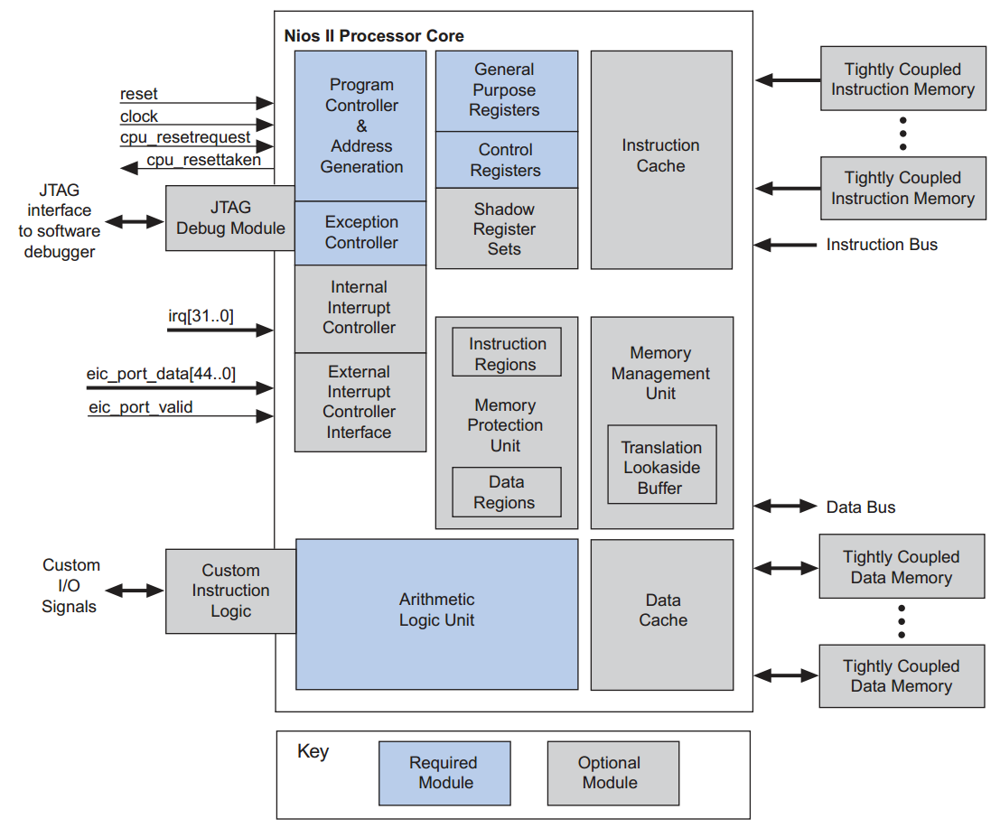 Nios II Processor Core
reset
clock
cpu_resetrequest
cpu_resettaken
JTAG
interface
to software
debugger
JTAG
Debug Module
irq[31..0]
eic_port_data[44..0]
eic_port_valid
Custom
I/O
Signals
Custom
Instruction
Logic
Program
Controller
&
Address
Generation
Exception
Controller
Internal
Interrupt
Controller
External
Interrupt
Controller
Interface
General
Purpose
Registers
Control
Registers
Shadow
Register
Sets
Instruction
Cache
Instruction
Regions
Memory
Protection
Unit
Data
Regions
Memory
Management
Unit
Translation
Lookaside
Buffer
Arithmetic
Logic Unit
Data
Cache
Tightly Coupled
Instruction Memory
Tightly Coupled
Instruction Memory
Instruction Bus
Data Bus
Tightly Coupled
Data Memory
Tightly Coupled
Data Memory
Key
Required
Module
Optional
Module